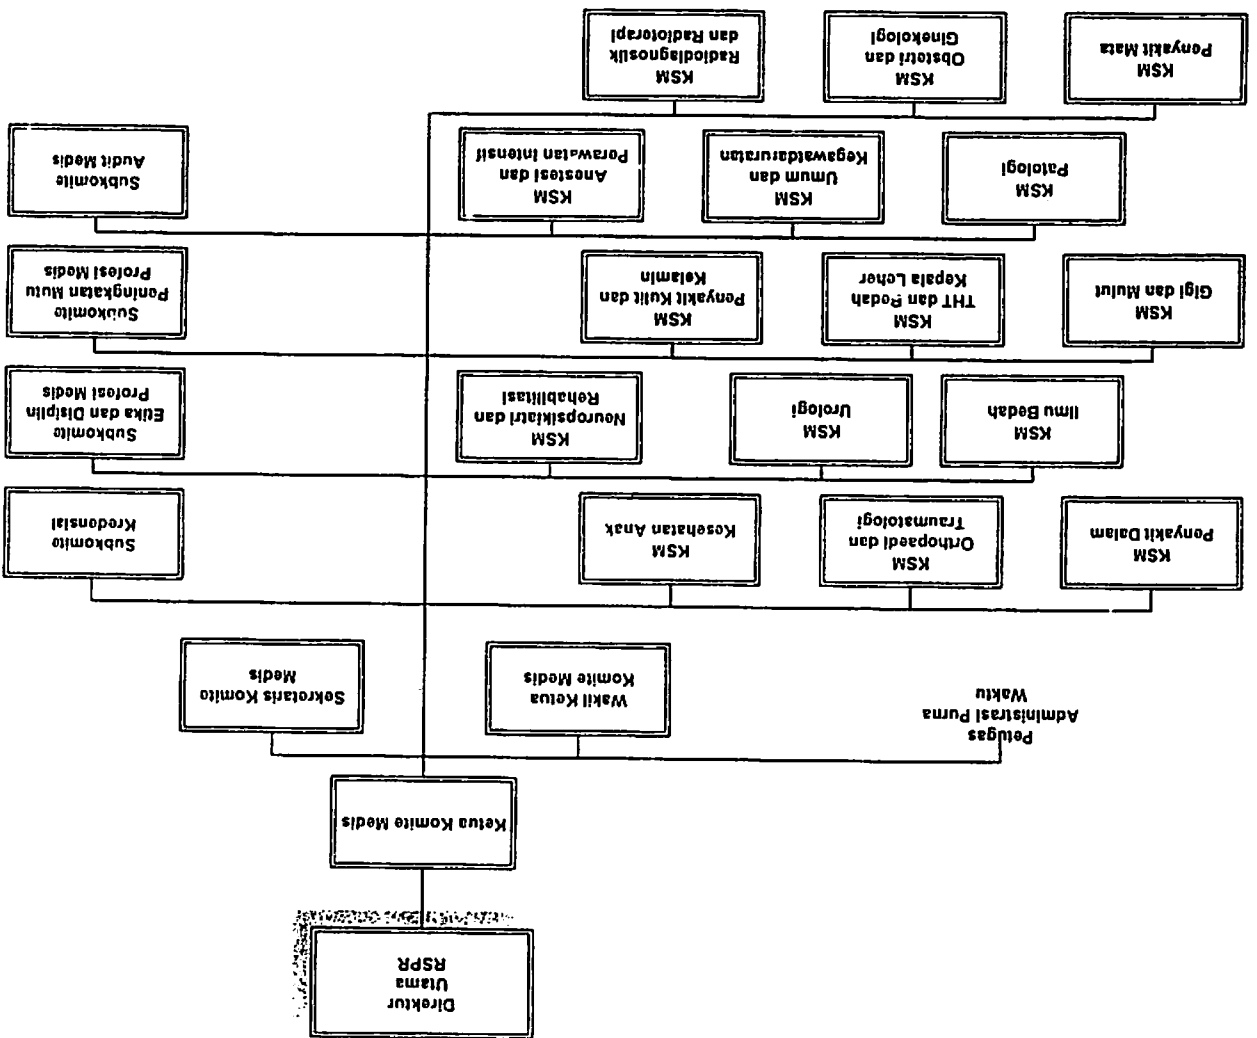 Direktur
Utama
RSPR
Ketua Komite Medis
Petugas
Administrasi Purna
Waktu
Wakil Ketua
Komite Medis
Sekretaris Komite
Medis
KSM
Penyakit Dalam
KSM
Orthopaedi dan
Traumatologi
KSM
Kesehatan Anak
Subkomite
Kredensial
KSM
Ilmu Bedah
KSM
Urologi
KSM
Neuropsikiatri dan
Rehabilitasi
Subkomite
Etika dan Disiplin
Profesi Medis
KSM
Gigi dan Mulut
KSM
THT dan Bedah
Kepala Leher
KSM
Penyakit Kulit dan
Kelamin
Subkomite
Peningkatan Mutu
Profesi Medis
KSM
Patologi
KSM
Umum dan
Kegawatdaruratan
KSM
Anestesi dan
Perawatan Intensif
Subkomite
Audit Medis
KSM
Penyakit Mata
KSM
Obstetri dan
Ginekologi
KSM
Radiodiagnostik
dan Radioterapi